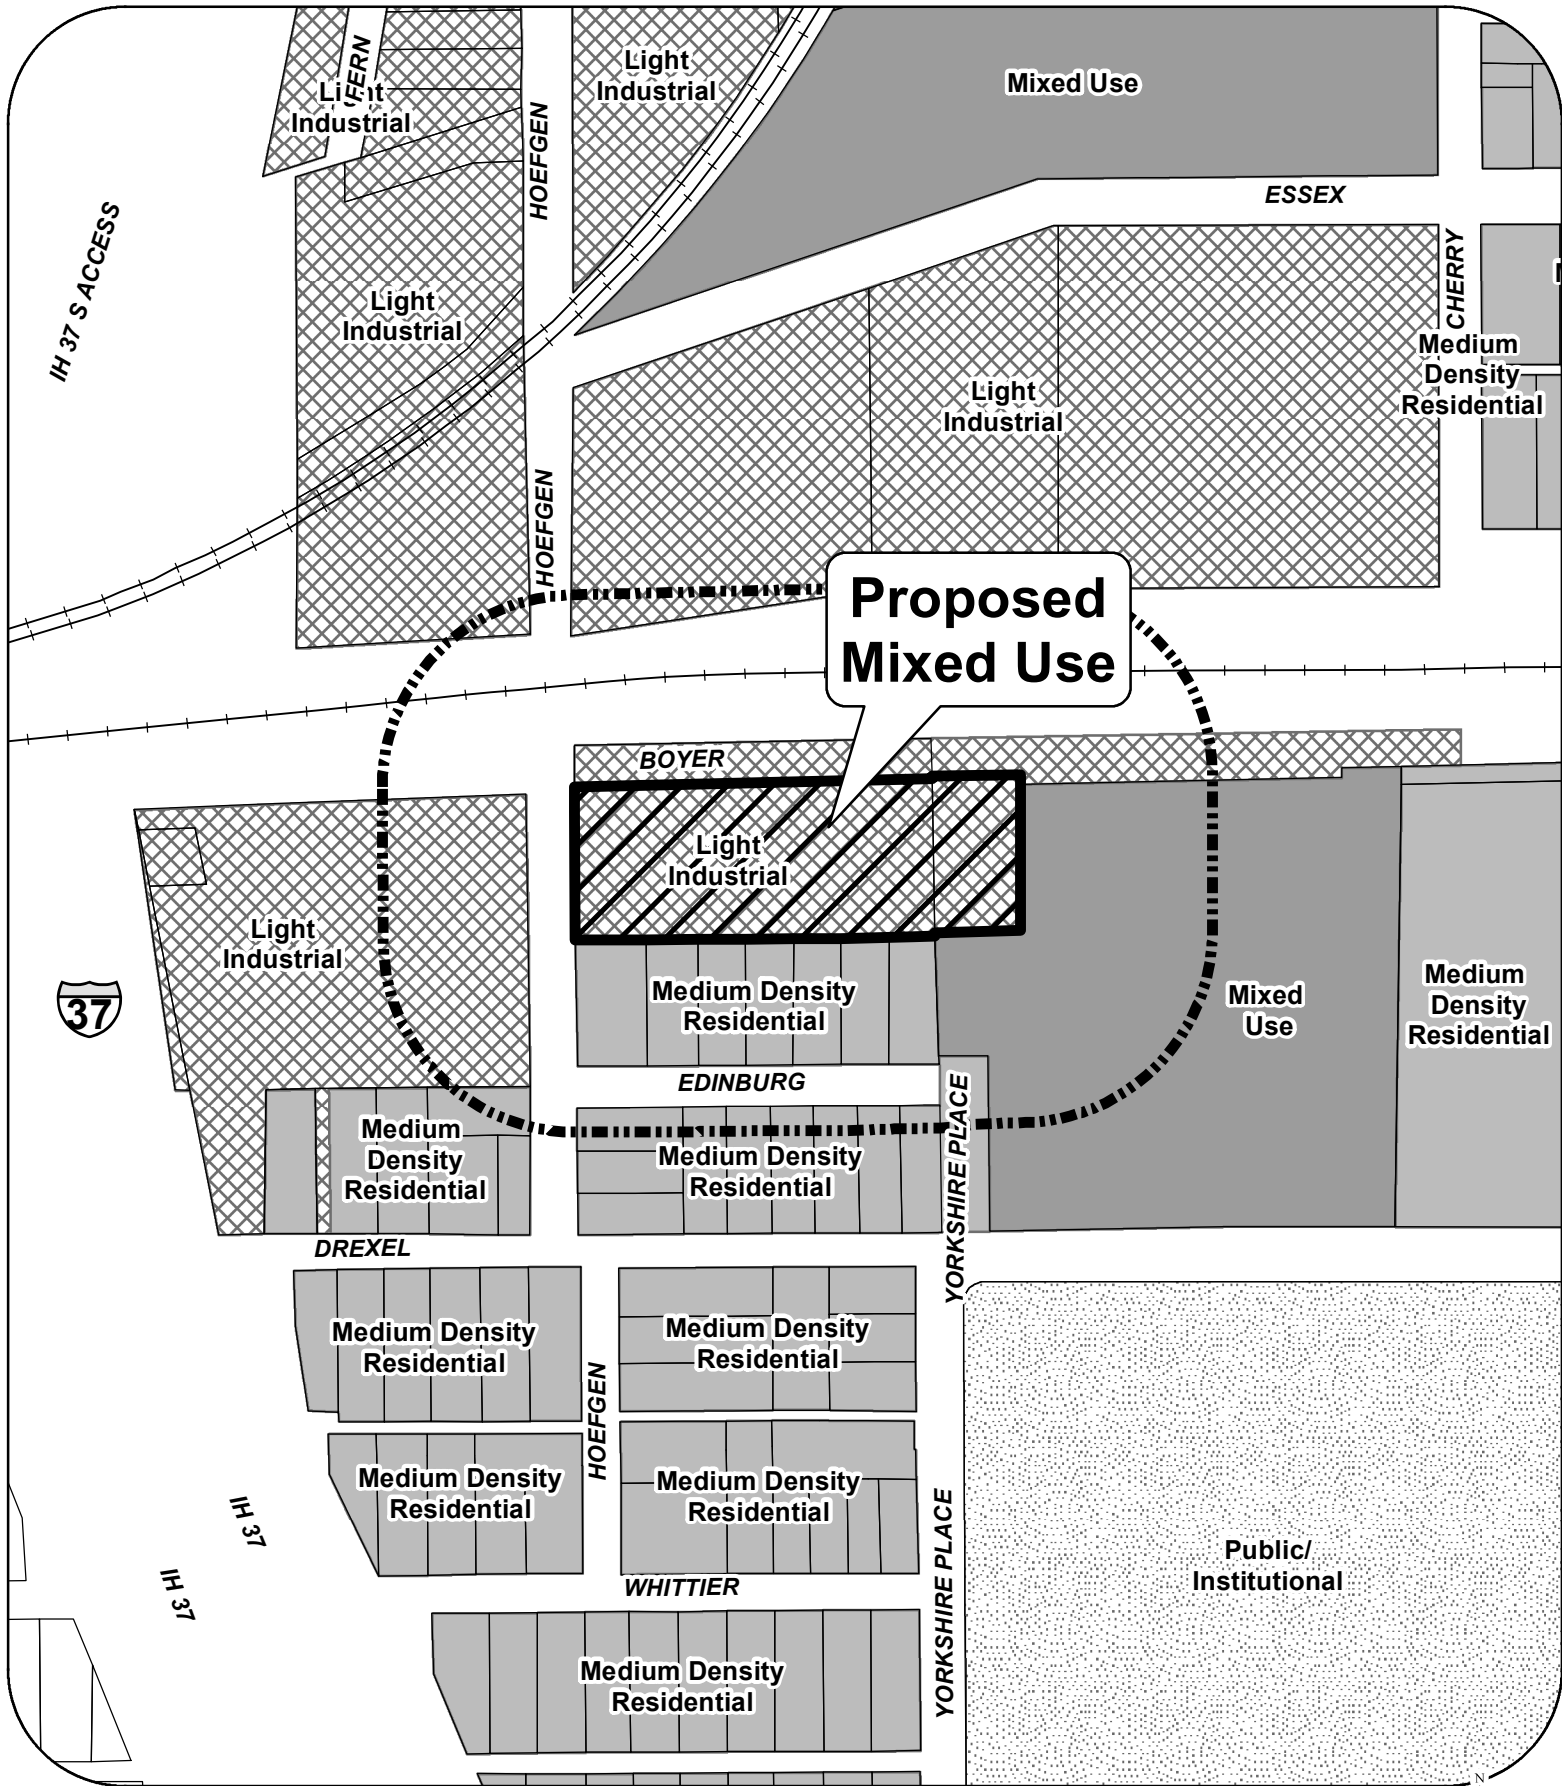 FERN
Light
Industrial
Light
Industrial
Mixed Use
HOEFGEN
ESSEX
IH 37 S ACCESS
CHERRY
Light
Industrial
Medium
Density
Residential
Light
Industrial
HOEFGEN
Proposed
Mixed Use
BOYER
Light
Industrial
Light
Industrial
37
Medium Density
Residential
Mixed
Use
Medium
Density
Residential
EDINBURG
YORKSHIRE PLACE
Medium
Density
Residential
Medium Density
Residential
DREXEL
Medium Density
Residential
Medium Density
Residential
HOEFGEN
Medium Density
Residential
Medium Density
Residential
IH 37
IH 37
YORKSHIRE PLACE
Public/
Institutional
WHITTIER
Medium Density
Residential
N